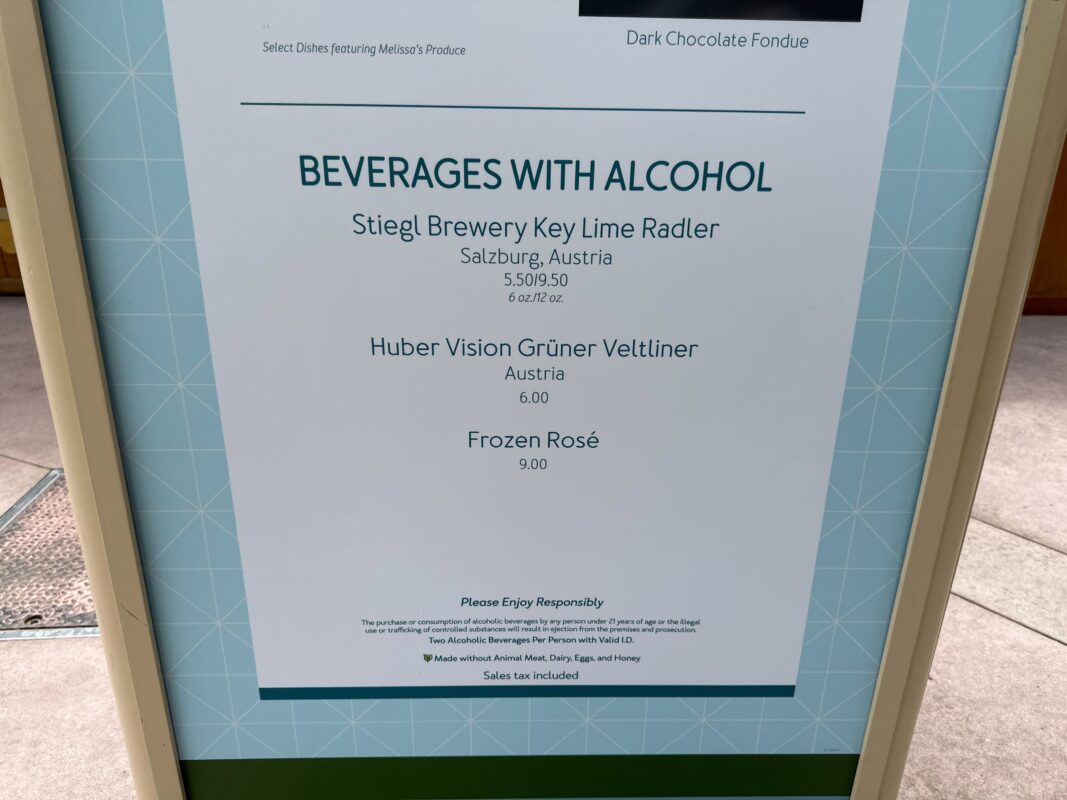 Dark Chocolate Fondue
Select Dishes featuring Melissa's Produce
BEVERAGES WITH ALCOHOL
Stiegl Brewery Key Lime Radler
Salzburg, Austria
5.50/9.50
6 oz./12 oz.
Huber Vision Grüner Veltliner
Austria
6.00
Frozen Rosé
9.00
Please Enjoy Responsibly
The purchase or consumption of alcoholic beverages by any person under 21 years of age or the illegal
use or trafficking of controlled substances will result in ejection from the premises and prosecution.
Two Alcoholic Beverages Per Person with Valid I.D.
Made without Animal Meat, Dairy, Eggs, and Honey
Sales tax included